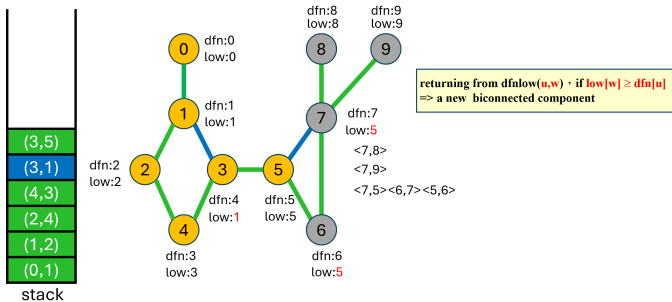 (3,5)
(3,1)
(4,3)
(2,4)
(1,2)
(0,1)
stack
0
dfn:0
low:0
1
dfn:1
low:1
dfn:2
low:2
2
3
dfn:4
low:1
4
dfn:3
low:3
5
dfn:5
low:5
6
dfn:6
low:5
7
dfn:7
low:5
dfn:8
low:8
8
dfn:9
low:9
9
<7,8>
<7,9>
<7,5><6,7><5,6>
returning from dfnlow(u,w),if low[w] ≥ dfn[u]
=> a new biconnected component